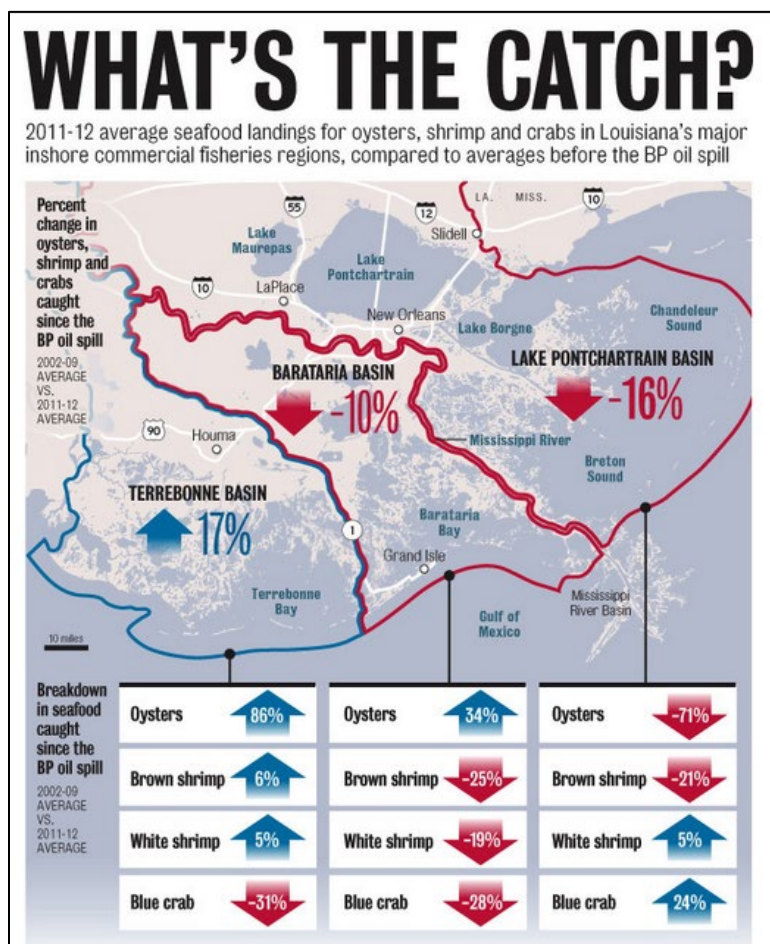 WHAT'S THE CATCH?
2011-12 average seafood landings for oysters, shrimp and crabs in Louisiana's major
inshore commercial fisheries regions, compared to averages before the BP oil spill
Percent
change in
oysters,
shrimp and
crabs
caught
since the
BP oil spill
2002-09
AVERAGE
VS.
2011-12
AVERAGE
55
12
LA.
MISS.
10
Slidell
Lake
Maurepas
Lake
Pontchartrain
10
LaPlace
New Orleans
Lake Borgne
Chandeleur
Sound
BARATARIA BASIN
-10%
LAKE PONTCHARTRAIN BASIN
-16%
90
Houma
Mississippi River
Breton
Sound
TERREBONNE BASIN
17%
1
Barataria
Bay
Grand Isle
Terrebonne
Bay
Gulf of
Mexico
Mississippi
River Basin
10 miles
Breakdown
in seafood
caught
since the
BP oil spill
2002-09
AVERAGE
VS.
2011-12
AVERAGE
Oysters 86%
Brown shrimp 6%
White shrimp 5%
Blue crab -31%
Oysters 34%
Brown shrimp -25%
White shrimp -19%
Blue crab -28%
Oysters -71%
Brown shrimp -21%
White shrimp 5%
Blue crab 24%